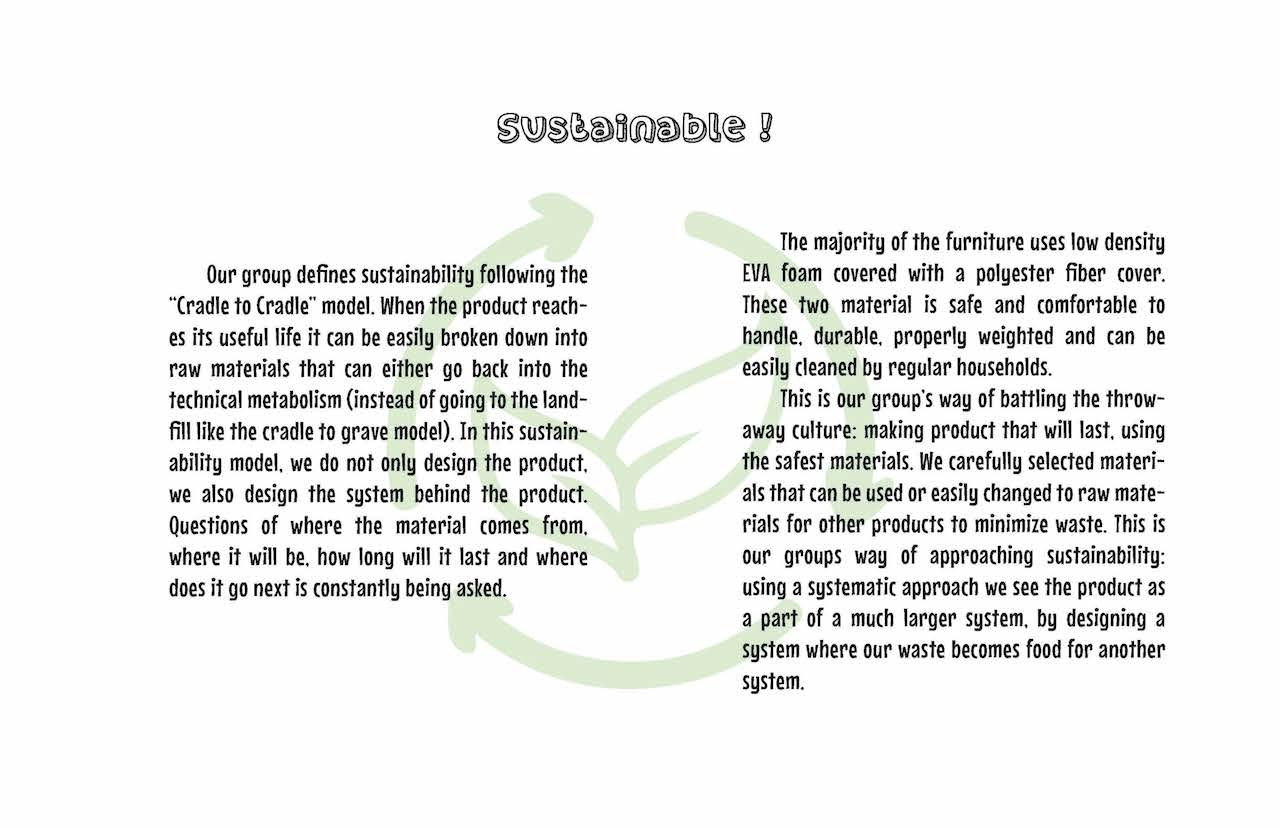 Sustainable !
Our group defines sustainability following the
“Cradle to Cradle” model. When the product reach-
es its useful life it can be easily broken down into
raw materials that can either go back into the
technical metabolism (instead of going to the land-
fill like the cradle to grave model). In this sustain-
ability model, we do not only design the product,
we also design the system behind the product.
Questions of where the material comes from,
where it will be, how long will it last and where
does it go next is constantly being asked.
The majority of the furniture uses low density
EVA foam covered with a polyester fiber cover.
These two material is safe and comfortable to
handle, durable, properly weighted and can be
easily cleaned by regular households.
This is our group's way of battling the throw-
away culture: making product that will last, using
the safest materials. We carefully selected materi-
als that can be used or easily changed to raw mate-
rials for other products to minimize waste. This is
our groups way of approaching sustainability:
using a systematic approach we see the product as
a part of a much larger system, by designing a
system where our waste becomes food for another
system.